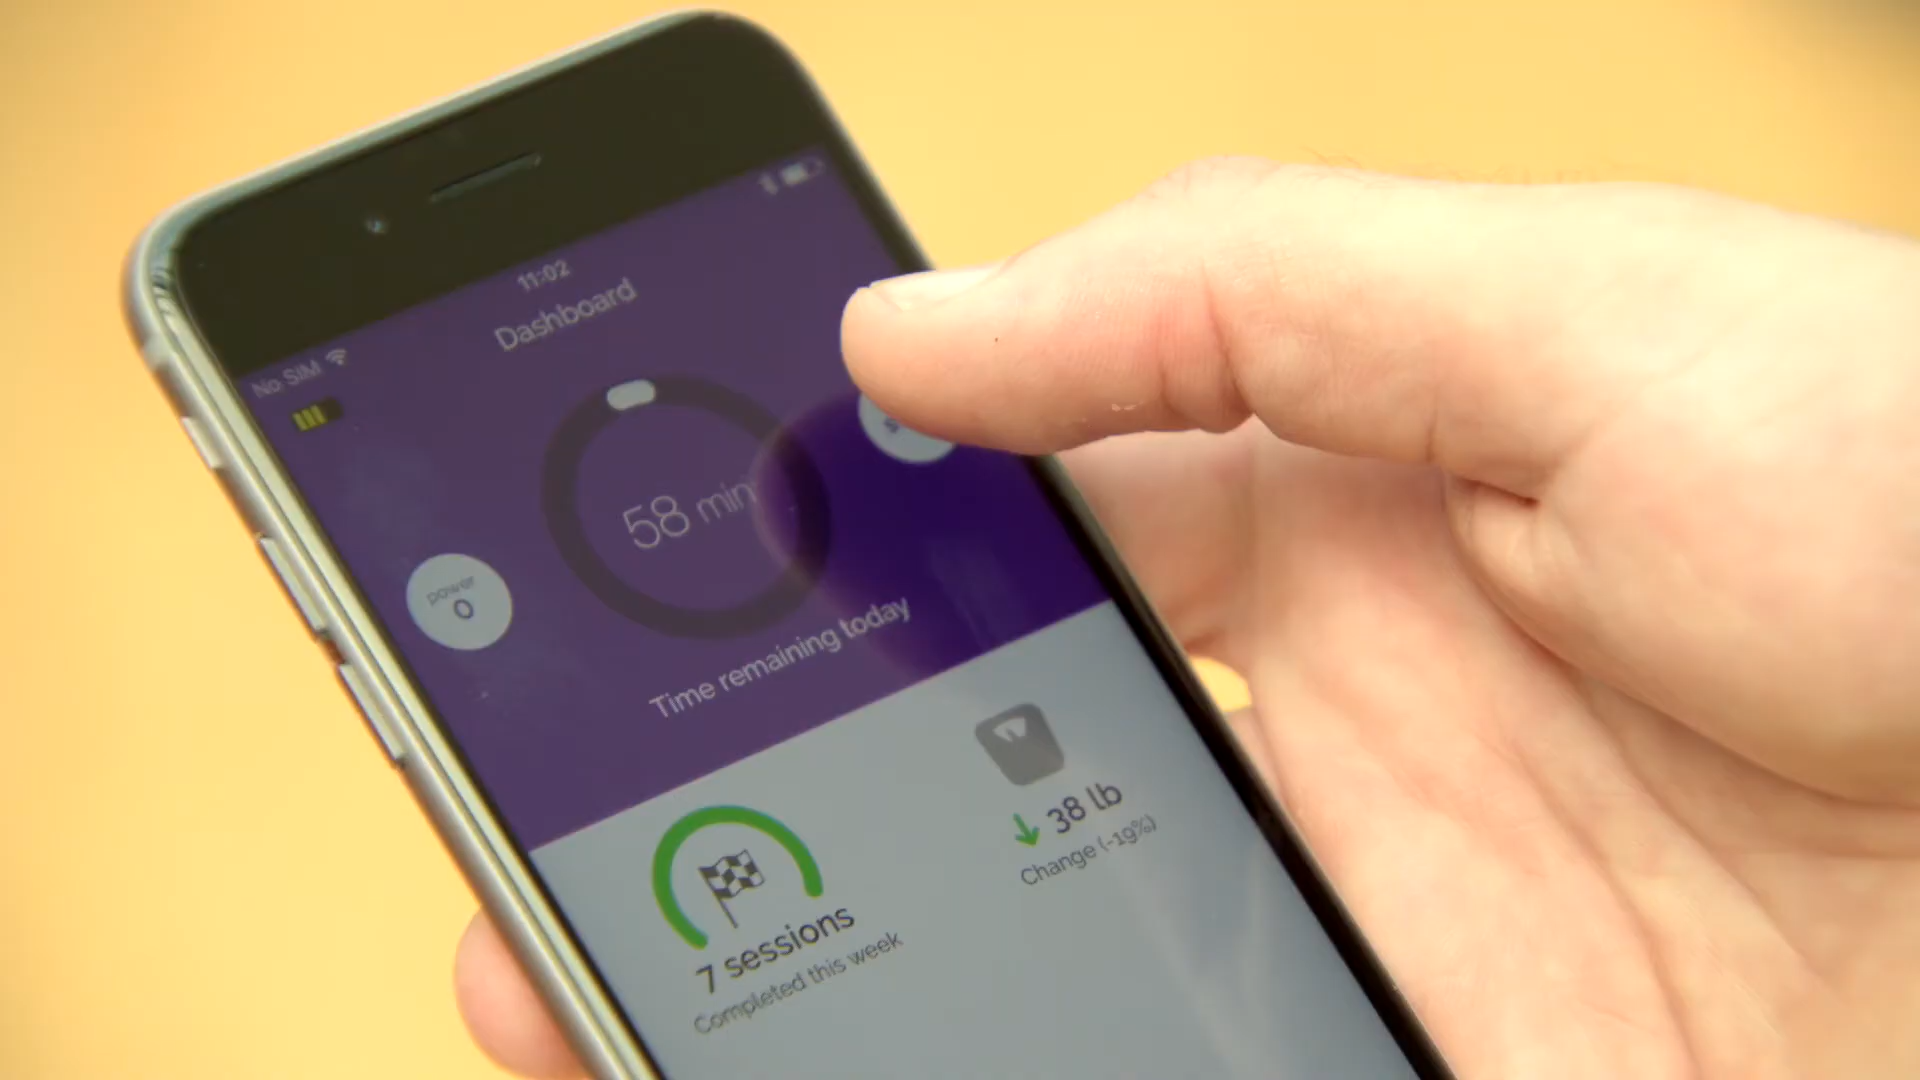 No SIM
11:02
Dashboard
58 min
power
0
Time remaining today
7 sessions
Completed this week
38 lb
Change (-19%)